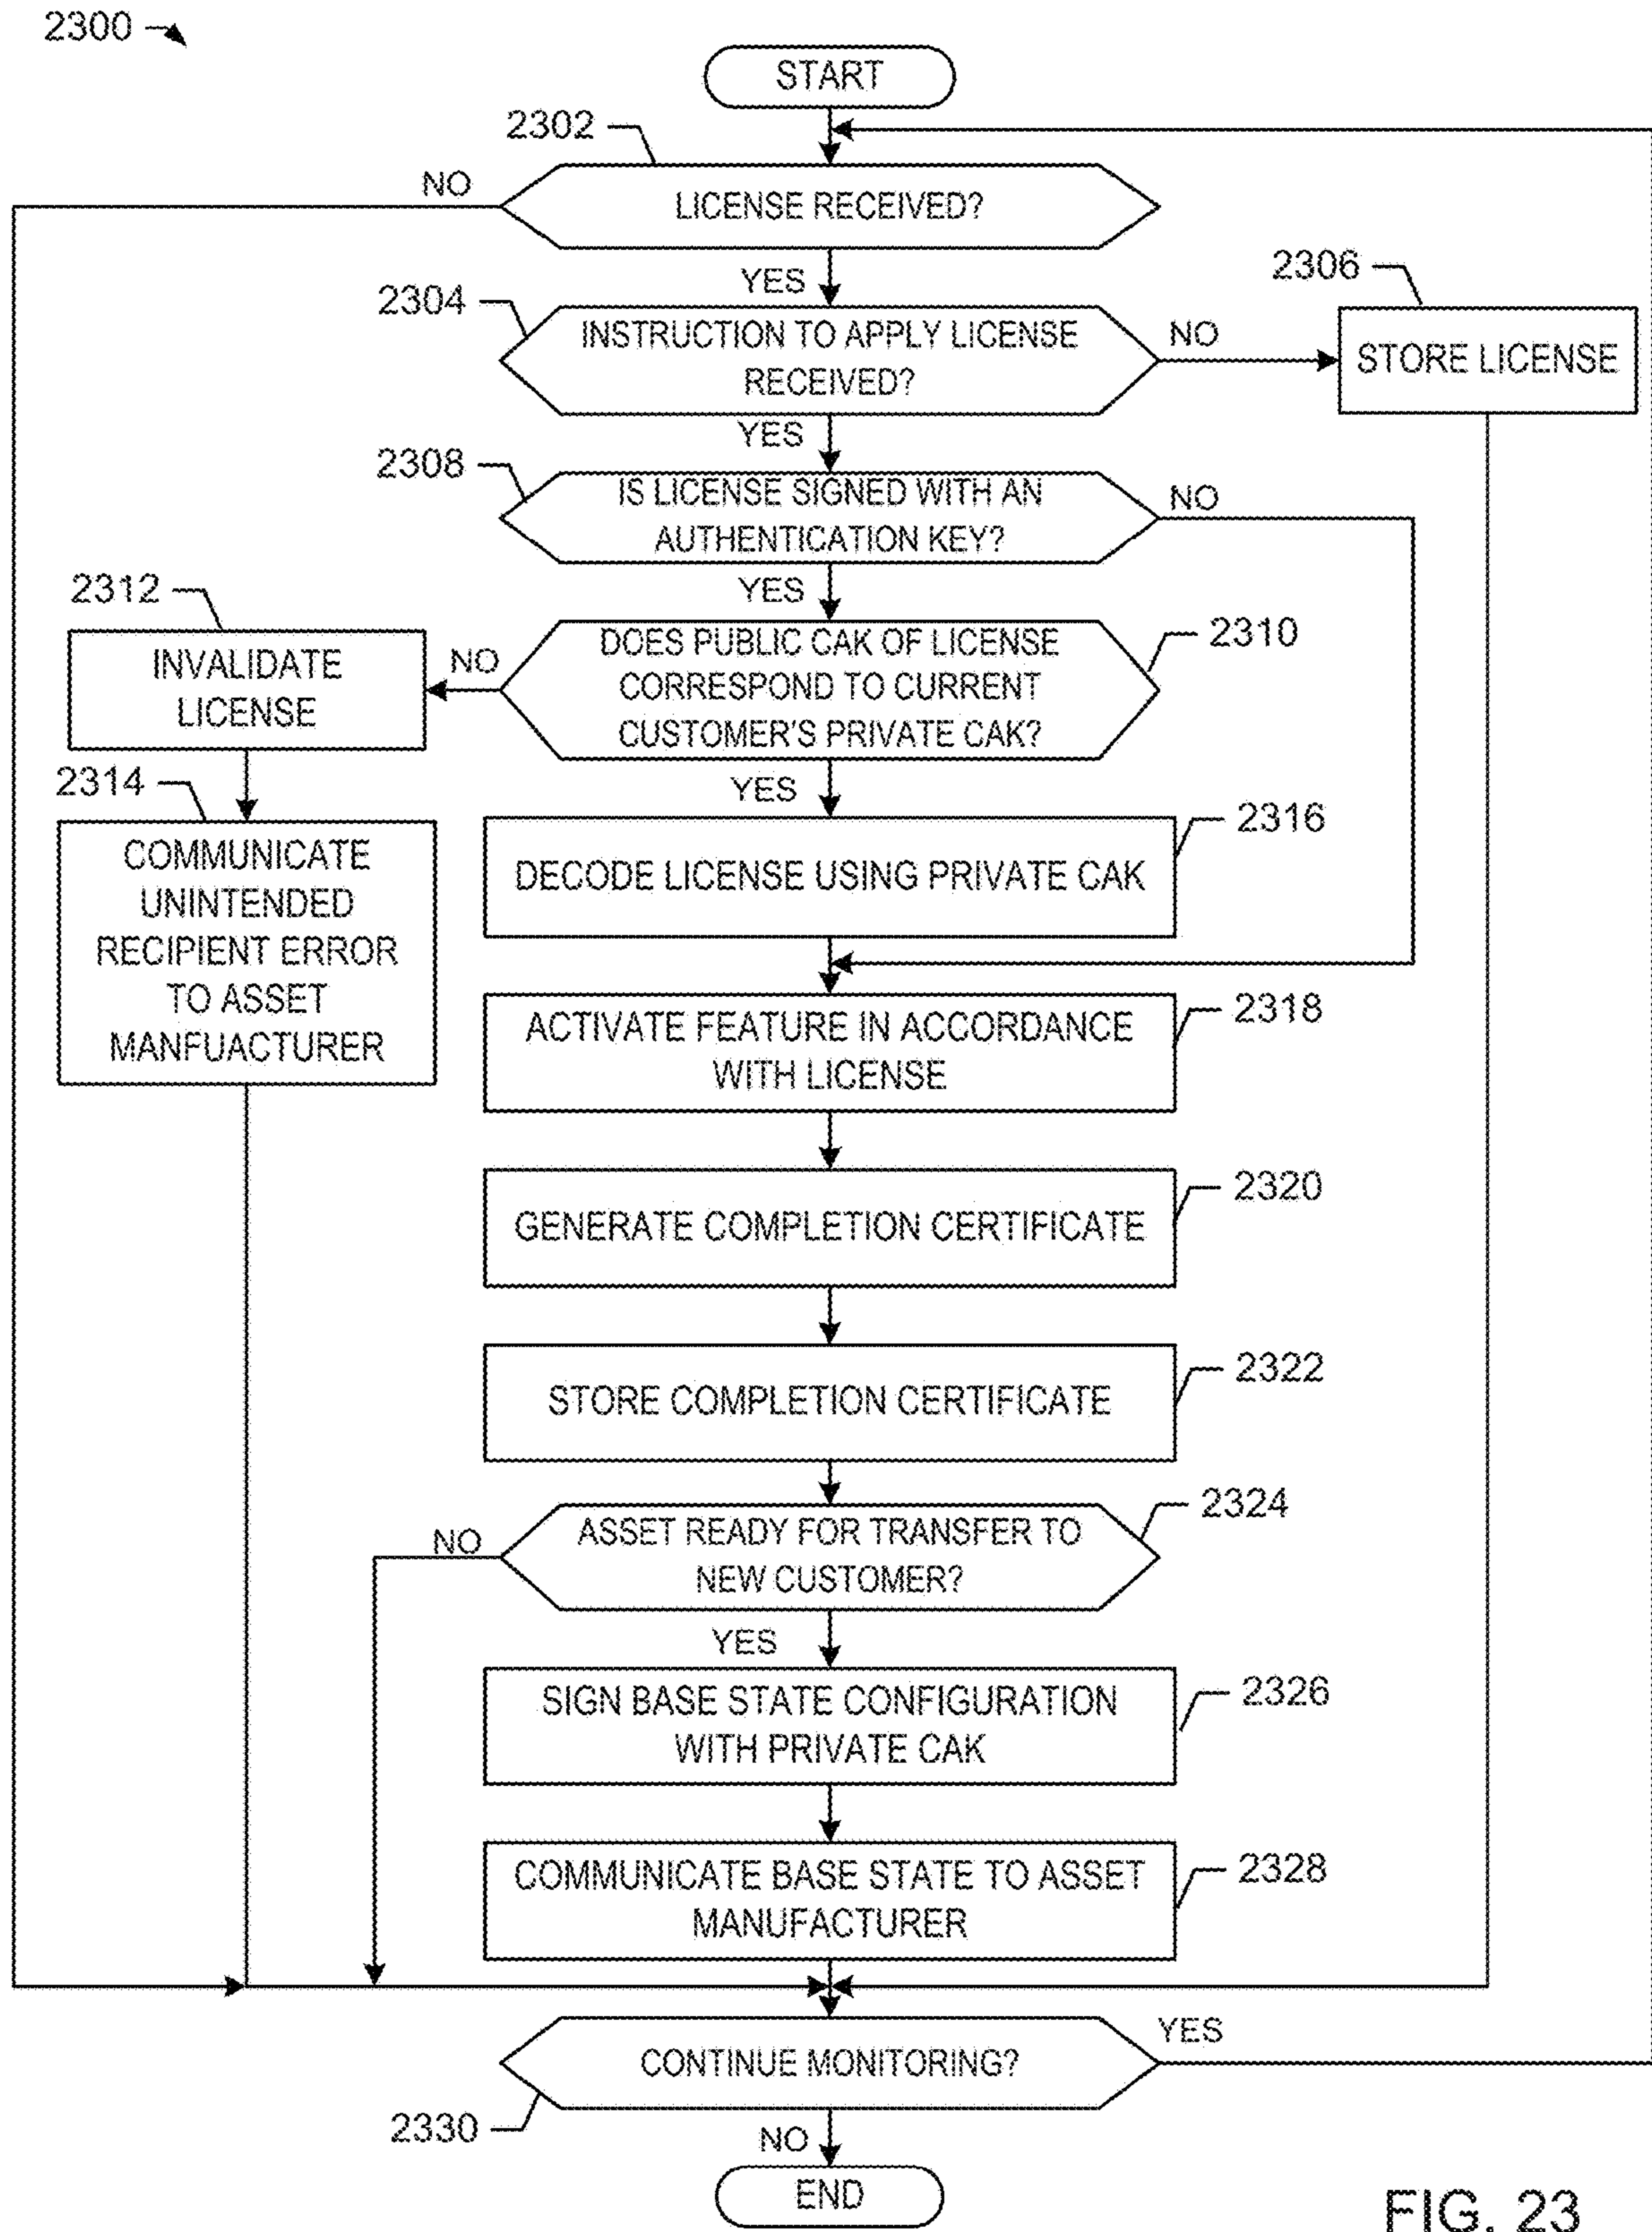 2300
START
2302
NO
LICENSE RECEIVED?
YES
2306
2304
INSTRUCTION TO APPLY LICENSE
RECEIVED?
NO
STORE LICENSE
YES
2308
IS LICENSE SIGNED WITH AN
AUTHENTICATION KEY?
NO
YES
2312
INVALIDATE
LICENSE
NO
DOES PUBLIC CAK OF LICENSE
CORRESPOND TO CURRENT
CUSTOMER'S PRIVATE CAK?
2310
YES
2314
COMMUNICATE
UNINTENDED
RECIPIENT ERROR
TO ASSET
MANFUACTURER
2316
DECODE LICENSE USING PRIVATE CAK
2318
ACTIVATE FEATURE IN ACCORDANCE
WITH LICENSE
2320
GENERATE COMPLETION CERTIFICATE
2322
STORE COMPLETION CERTIFICATE
2324
NO
ASSET READY FOR TRANSFER TO
NEW CUSTOMER?
YES
2326
SIGN BASE STATE CONFIGURATION
WITH PRIVATE CAK
2328
COMMUNICATE BASE STATE TO ASSET
MANUFACTURER
YES
CONTINUE MONITORING?
2330
NO
END
FIG. 23